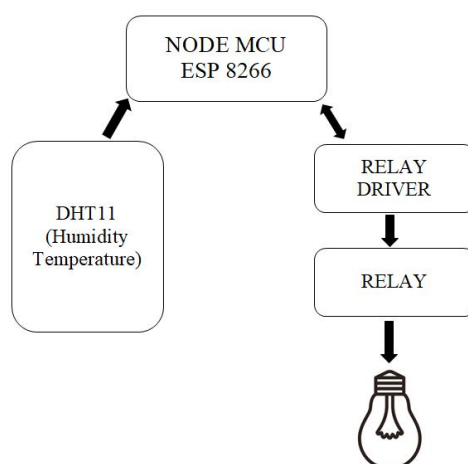 NODE MCU
ESP 8266
DHT11
(Humidity
Temperature)
RELAY
DRIVER
RELAY